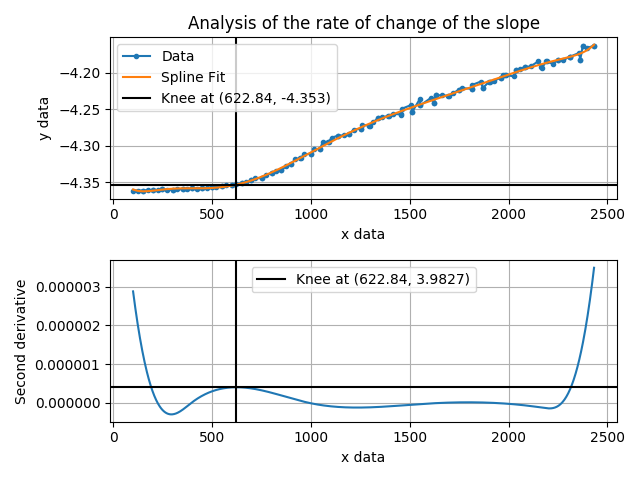 Analysis of the rate of change of the slope
Data
Spline Fit
Knee at (622.84, -4.353)
y data
−4.20
−4.25
−4.30
−4.35
0 500 1000 1500 2000 2500
x data
Knee at (622.84, 3.9827)
Second derivative
0.000003
0.000002
0.000001
0.000000
0 500 1000 1500 2000 2500
x data